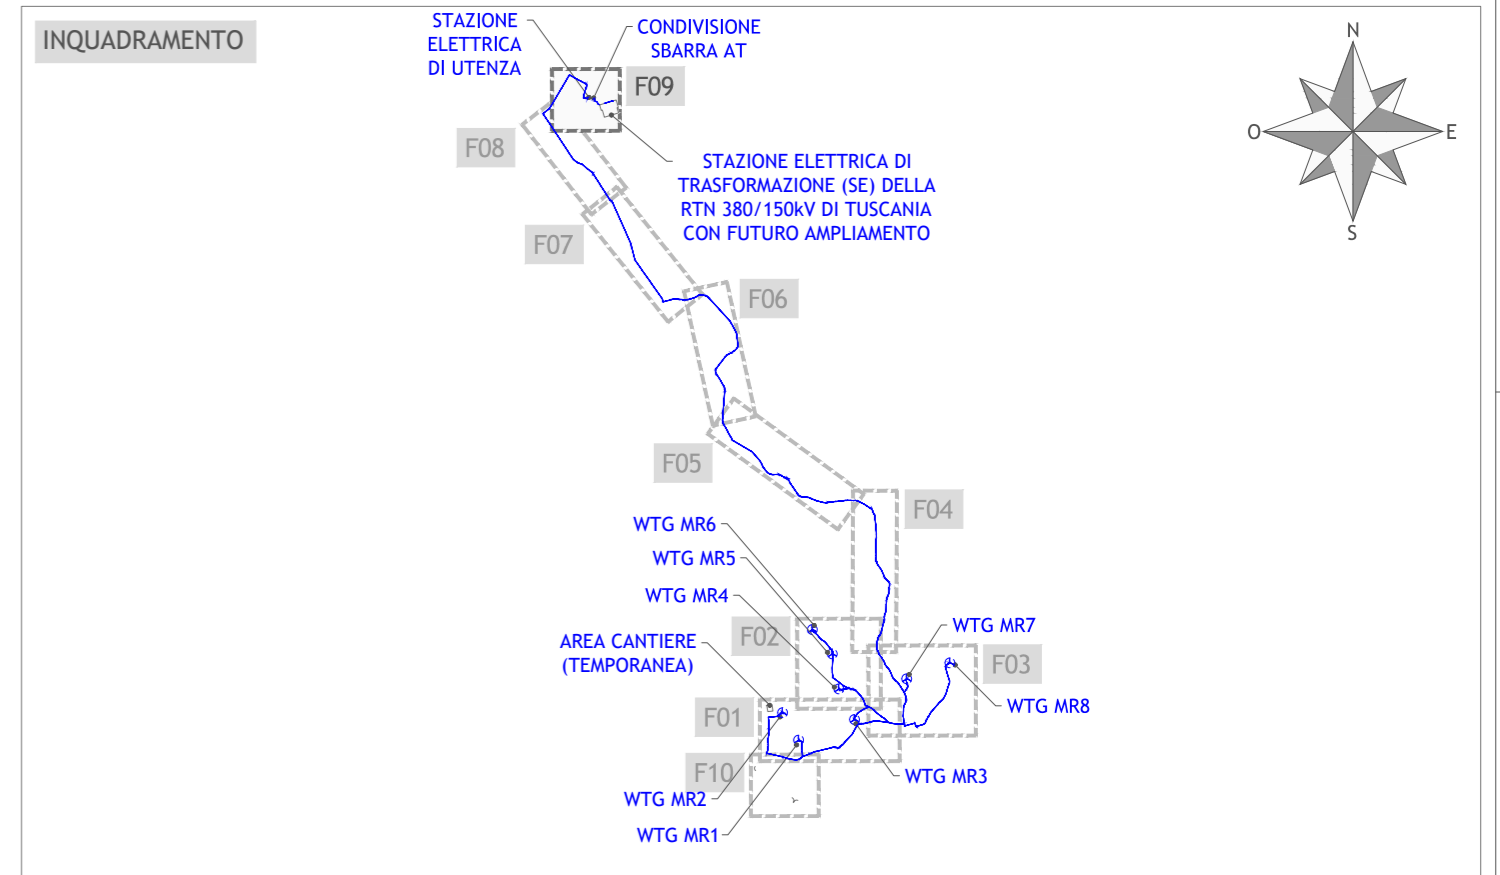 INQUADRAMENTO
STAZIONE
ELETTRICA
DI UTENZA
CONDIVISIONE
SBARRA AT
F09
N
O
E
S
F08
STAZIONE ELETTRICA DI
TRASFORMAZIONE (SE) DELLA
RTN 380/150kV DI TUSCANIA
CON FUTURO AMPLIAMENTO
F07
F06
F05
F04
WTG MR6
WTG MR5
WTG MR4
F02
AREA CANTIERE
(TEMPORANEA)
WTG MR7
F03
WTG MR8
F01
F10
WTG MR3
WTG MR2
WTG MR1